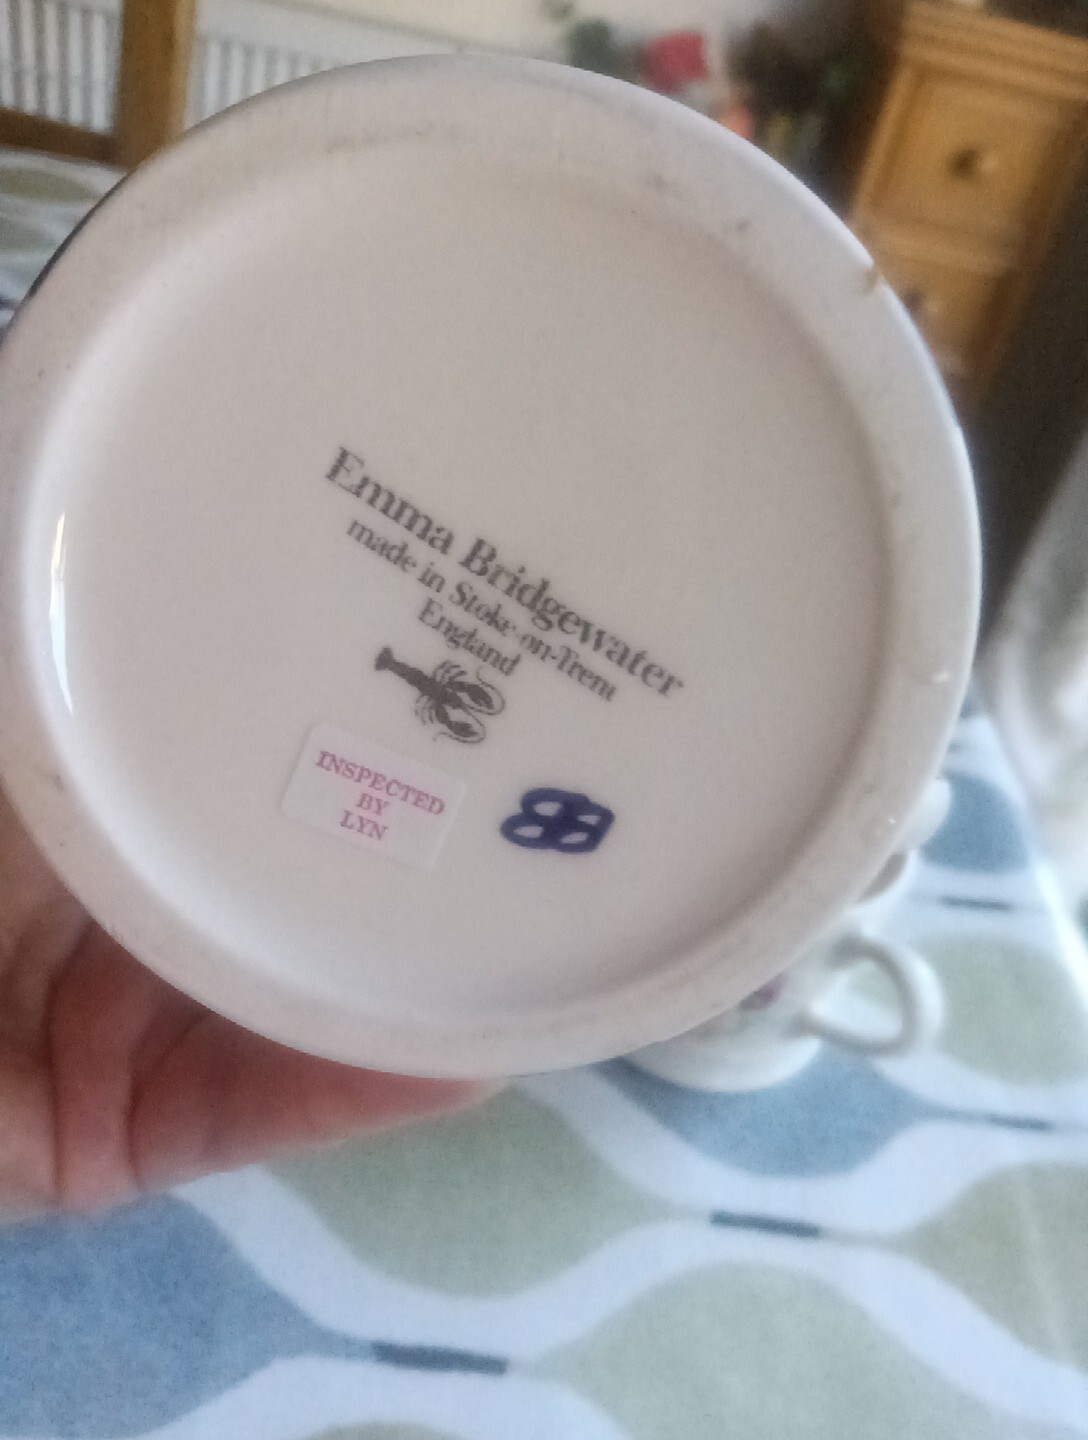 Emma Bridgewater
made in Stoke-on-Trent
England
INSPECTED
BY
LYN